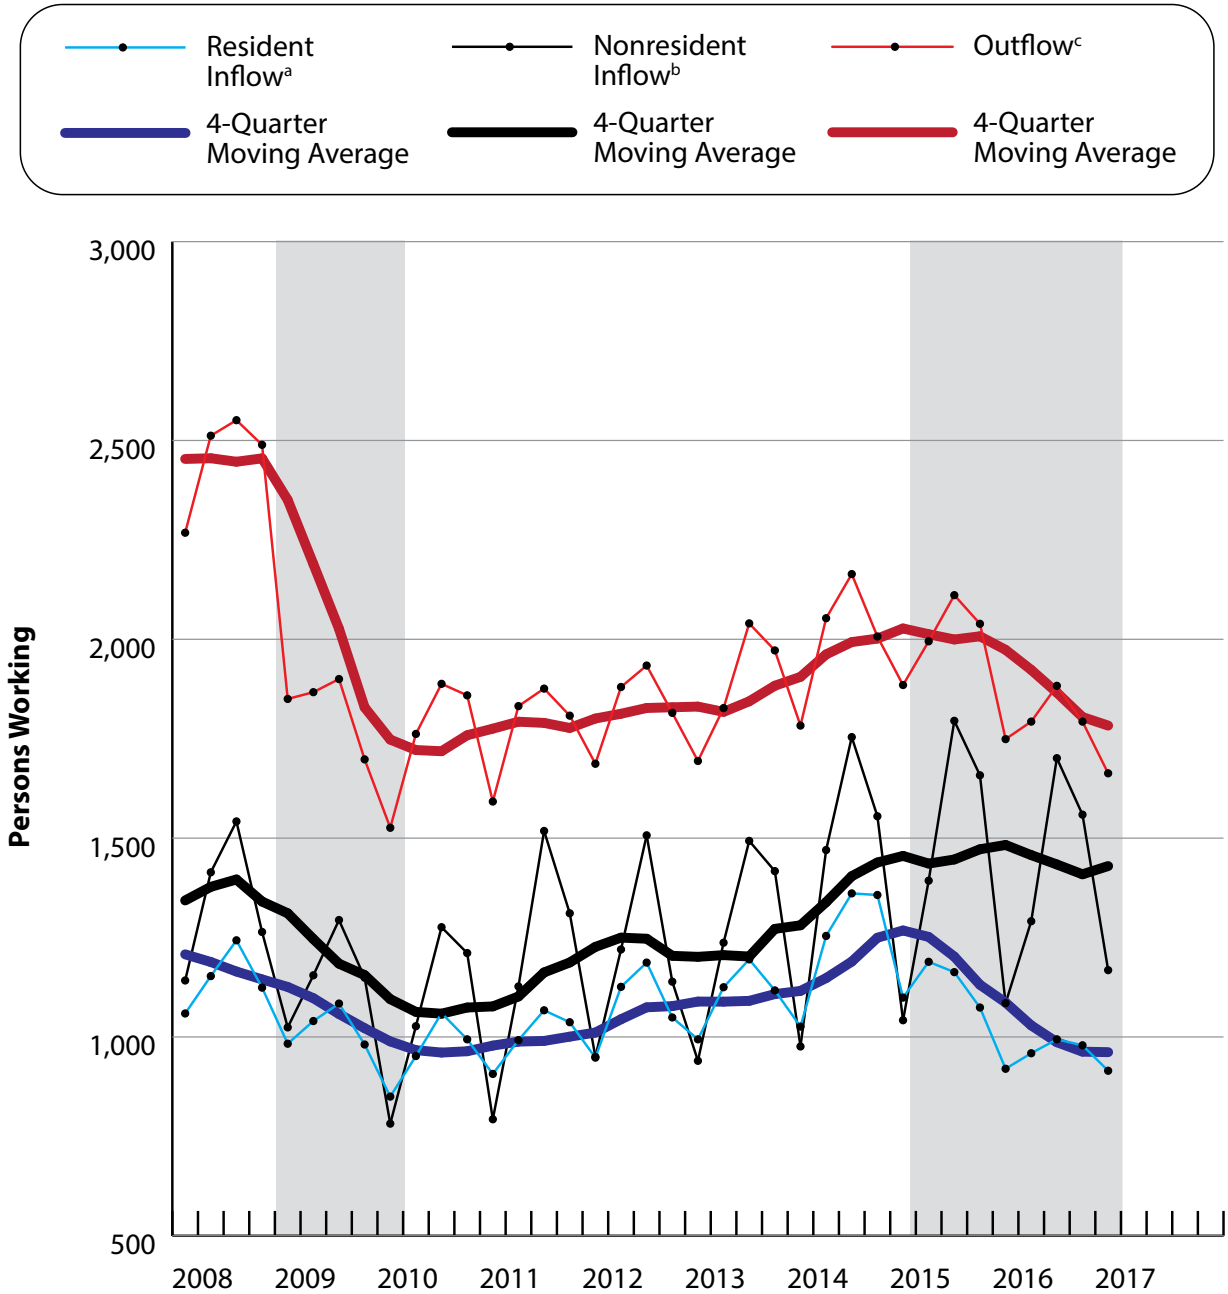 Resident
Inflowᵃ
Nonresident
Inflowᵇ
Outflowᶜ
4-Quarter
Moving Average
4-Quarter
Moving Average
4-Quarter
Moving Average
3,000
2,500
2,000
1,500
1,000
500
Persons Working
2008 2009 2010 2011 2012 2013 2014 2015 2016 2017